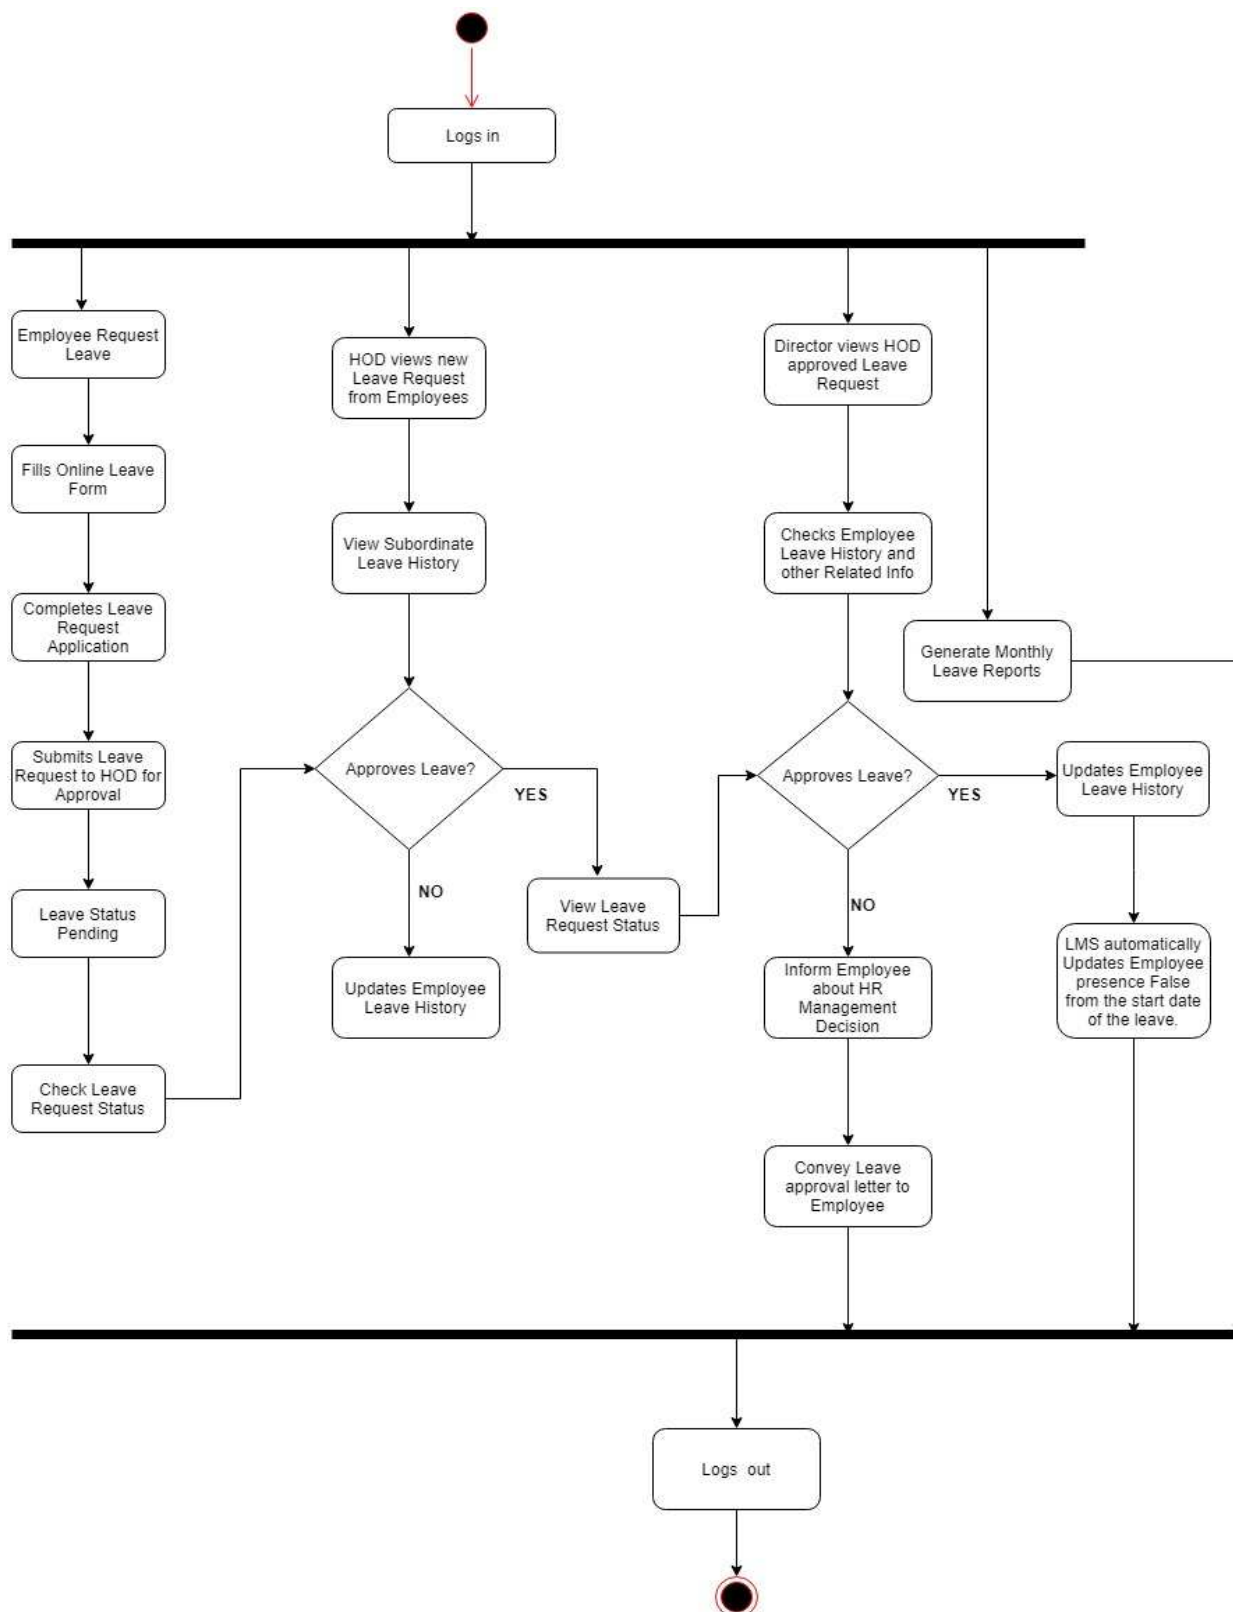 Logs in
Employee Request
Leave
Fills Online Leave
Form
Completes Leave
Request
Application
Submits Leave
Request to HOD for
Approval
Leave Status
Pending
Check Leave
Request Status
HOD views new
Leave Request
from Employees
View Subordinate
Leave History
Approves Leave?
YES
NO
Updates Employee
Leave History
View Leave
Request Status
Director views HOD
approved Leave
Request
Checks Employee
Leave History and
other Related Info
Approves Leave?
YES
NO
Inform Employee
about HR
Management
Decision
Convey Leave
approval letter to
Employee
Generate Monthly
Leave Reports
Updates Employee
Leave History
LMS automatically
Updates Employee
presence False
from the start date
of the leave.
Logs  out